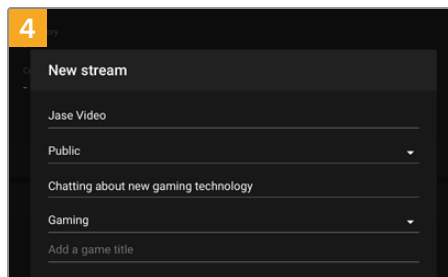 4
New stream
Jase Video
Public
Chatting about new gaming technology
Gaming
Add a game title